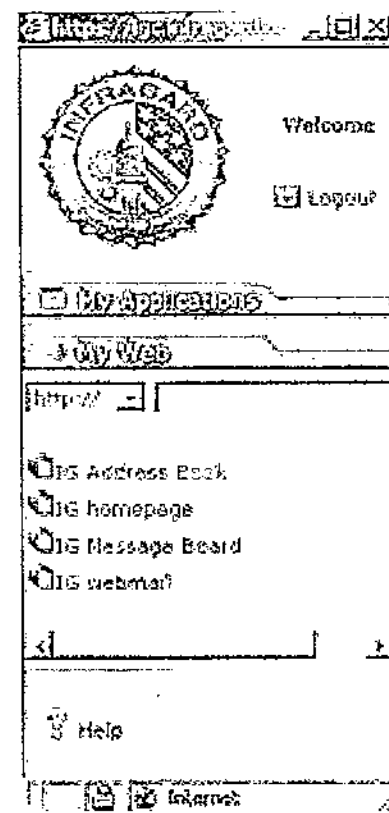 INFRAGARD
Welcome
Logout
My Applications
My Web
http://
IG Address Book
IG homepage
IG Message Board
IG webmail
Help
Internet